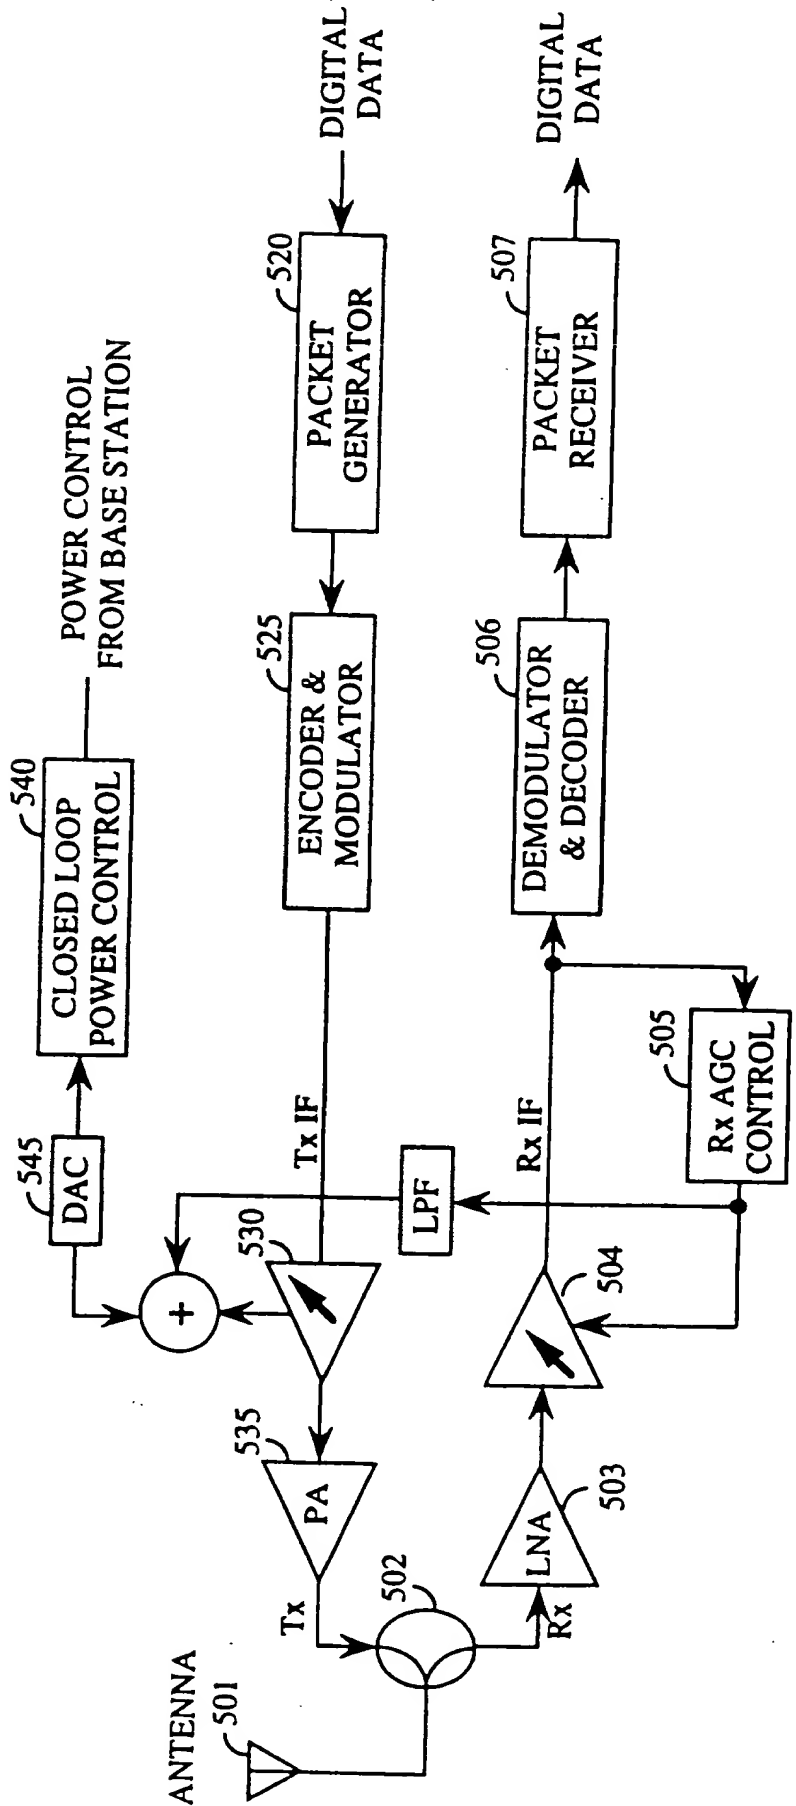 ANTENNA
501
502
Tx
Rx
535
PA
LNA
503
530
504
+
545
DAC
LPF
Tx IF
Rx IF
505
Rx AGC
CONTROL
540
CLOSED LOOP
POWER CONTROL
POWER CONTROL
FROM BASE STATION
525
ENCODER &
MODULATOR
506
DEMODULATOR
& DECODER
520
PACKET
GENERATOR
507
PACKET
RECEIVER
DIGITAL
DATA
DIGITAL
DATA